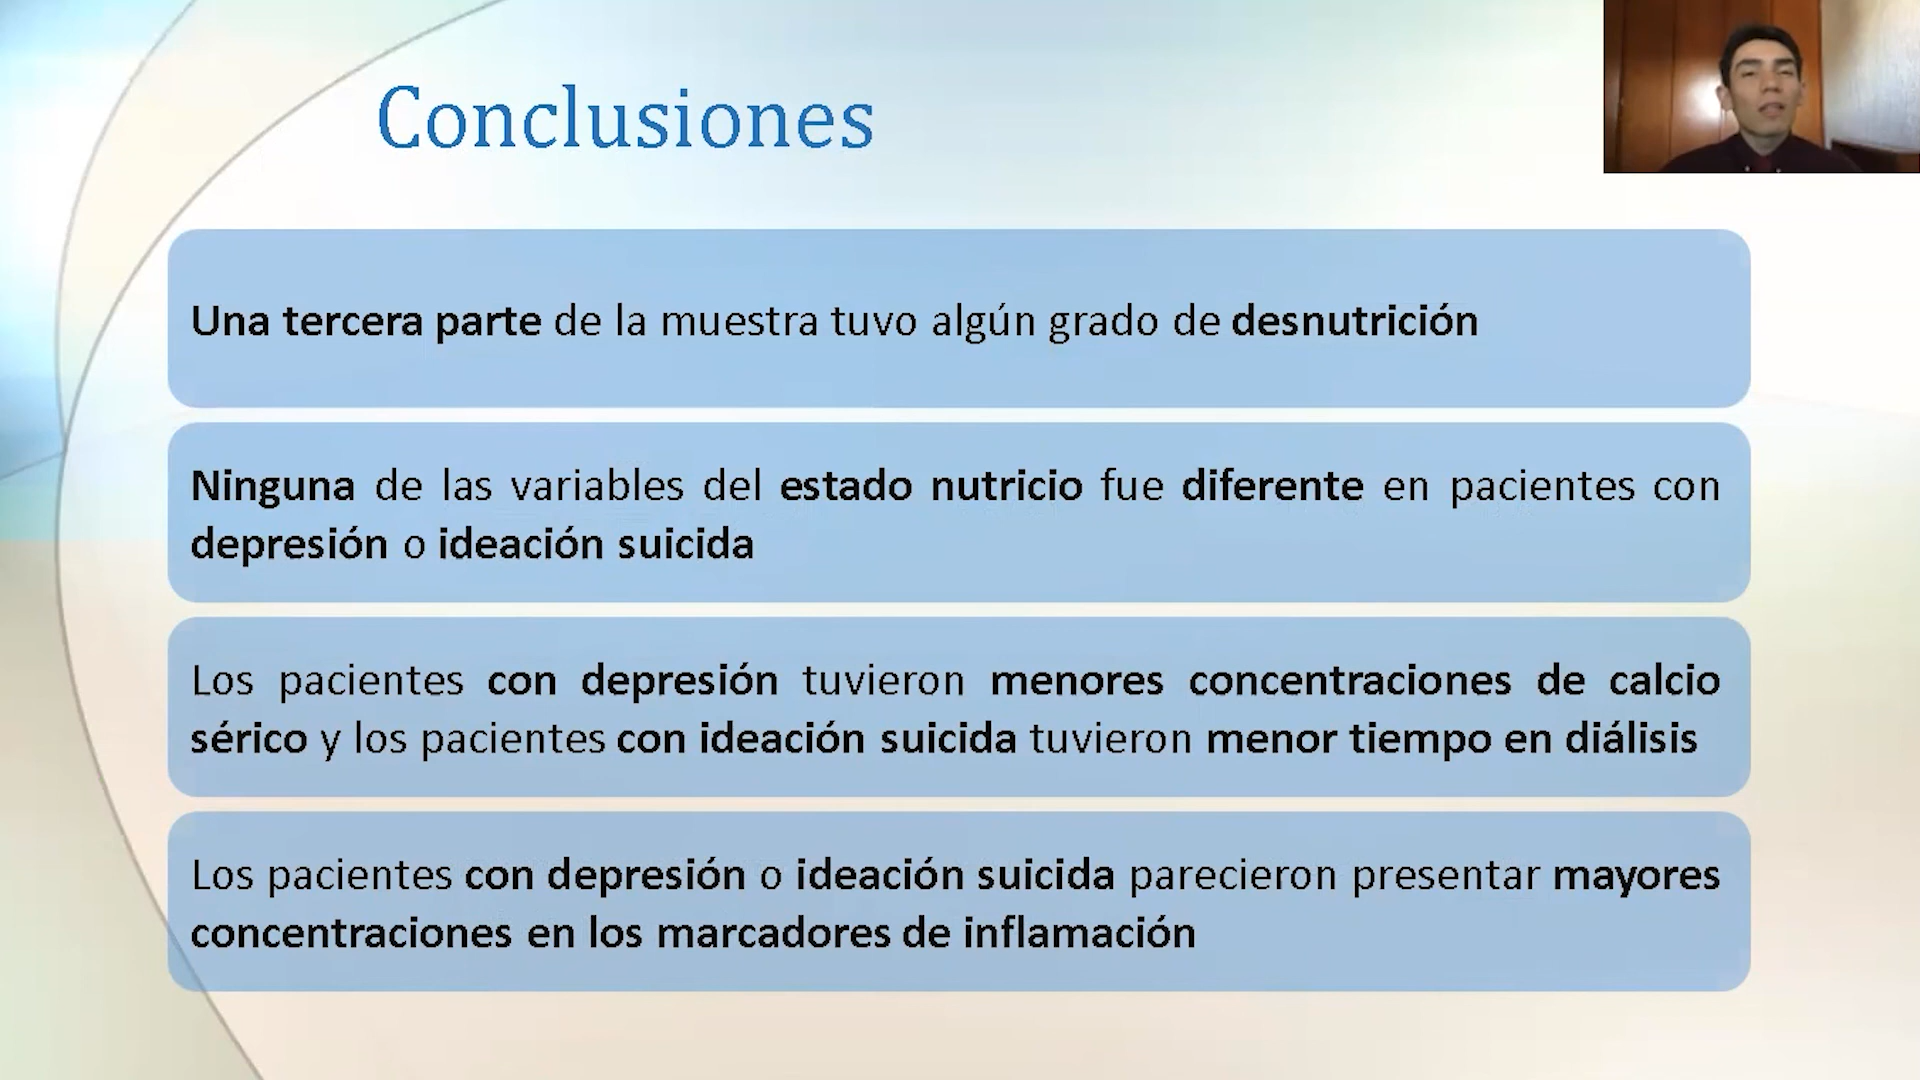 Conclusiones
Una tercera parte de la muestra tuvo algún grado de desnutrición
Ninguna de las variables del estado nutricio fue diferente en pacientes con
depresión o ideación suicida
Los pacientes con depresión tuvieron menores concentraciones de calcio
sérico y los pacientes con ideación suicida tuvieron menor tiempo en diálisis
Los pacientes con depresión o ideación suicida parecieron presentar mayores
concentraciones en los marcadores de inflamación